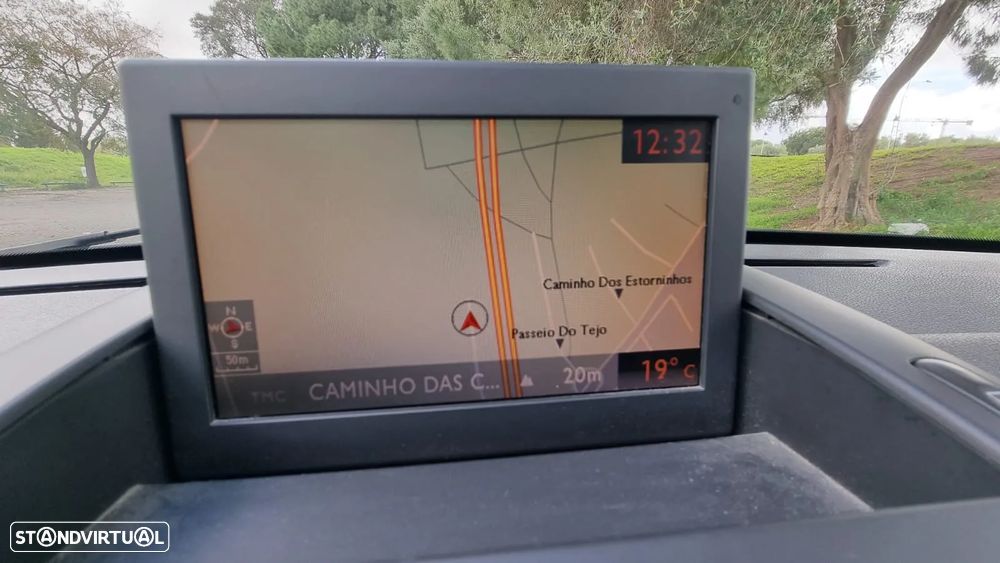 12:32
Caminho Dos Estorninhos
N
W E
S
Passeio Do Tejo
50m
TMC CAMINHO DAS C... 20m 19° C
STANDVIRTUAL